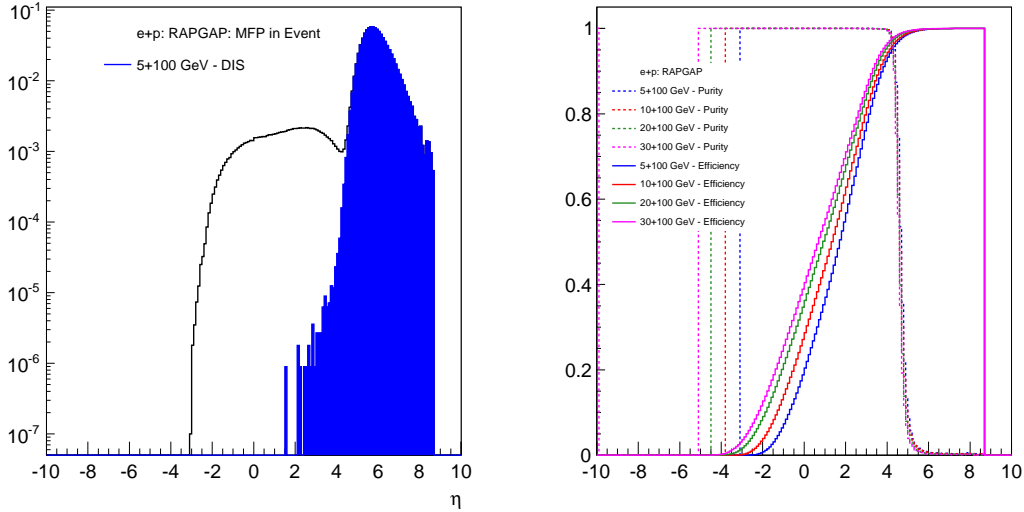 e+p: RAPGAP: MFP in Event
5+100 GeV - DIS
10⁻¹
10⁻²
10⁻³
10⁻⁴
10⁻⁵
10⁻⁶
10⁻⁷
-10 -8 -6 -4 -2 0 2 4 6 8 10
η
e+p: RAPGAP
5+100 GeV - Purity
10+100 GeV - Purity
20+100 GeV - Purity
30+100 GeV - Purity
5+100 GeV - Efficiency
10+100 GeV - Efficiency
20+100 GeV - Efficiency
30+100 GeV - Efficiency
1
0.8
0.6
0.4
0.2
0
-10 -8 -6 -4 -2 0 2 4 6 8 10